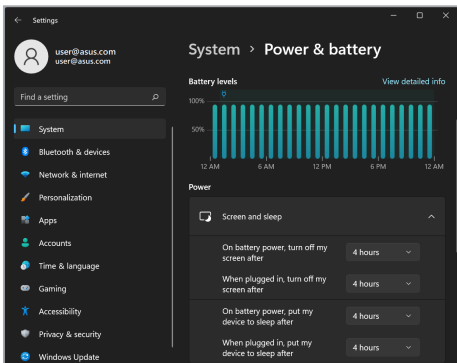 Settings
user@asus.com
user@asus.com
Find a setting
System
Bluetooth & devices
Network & internet
Personalization
Apps
Accounts
Time & language
Gaming
Accessibility
Privacy & security
Windows Update
System > Power & battery
Battery levels View detailed info
100%
50%
12 AM 6 AM 12 PM 6 PM 12 AM
Power
Screen and sleep
On battery power, turn off my
screen after
4 hours
When plugged in, turn off my
screen after
4 hours
On battery power, put my
device to sleep after
4 hours
When plugged in, put my
device to sleep after
4 hours